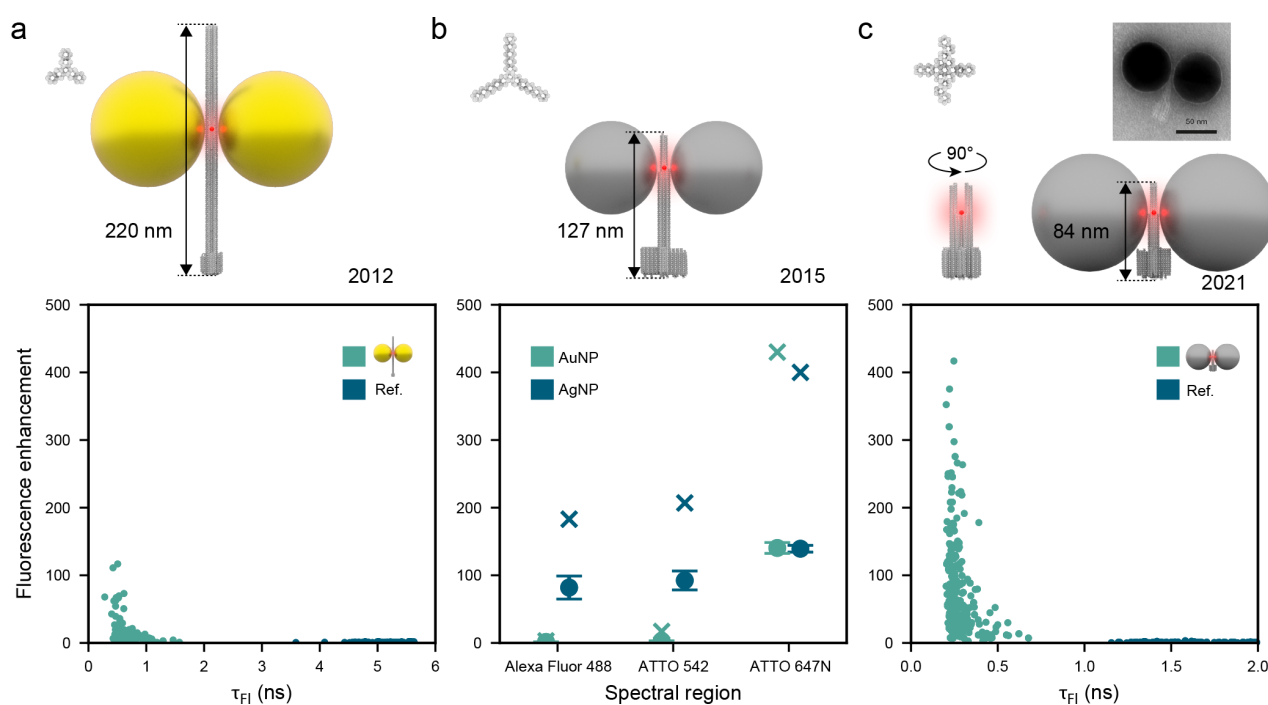 a
220 nm
2012
b
127 nm
2015
c
90°
50 nm
84 nm
2021
Fluorescence enhancement
500
400
300
200
100
0
Ref.
0 1 2 3 4 5 6
τFl (ns)
500
400
300
200
100
0
AuNP
AgNP
Alexa Fluor 488 ATTO 542 ATTO 647N
Spectral region
500
400
300
200
100
0
Ref.
0.0 0.5 1.0 1.5 2.0
τFl (ns)